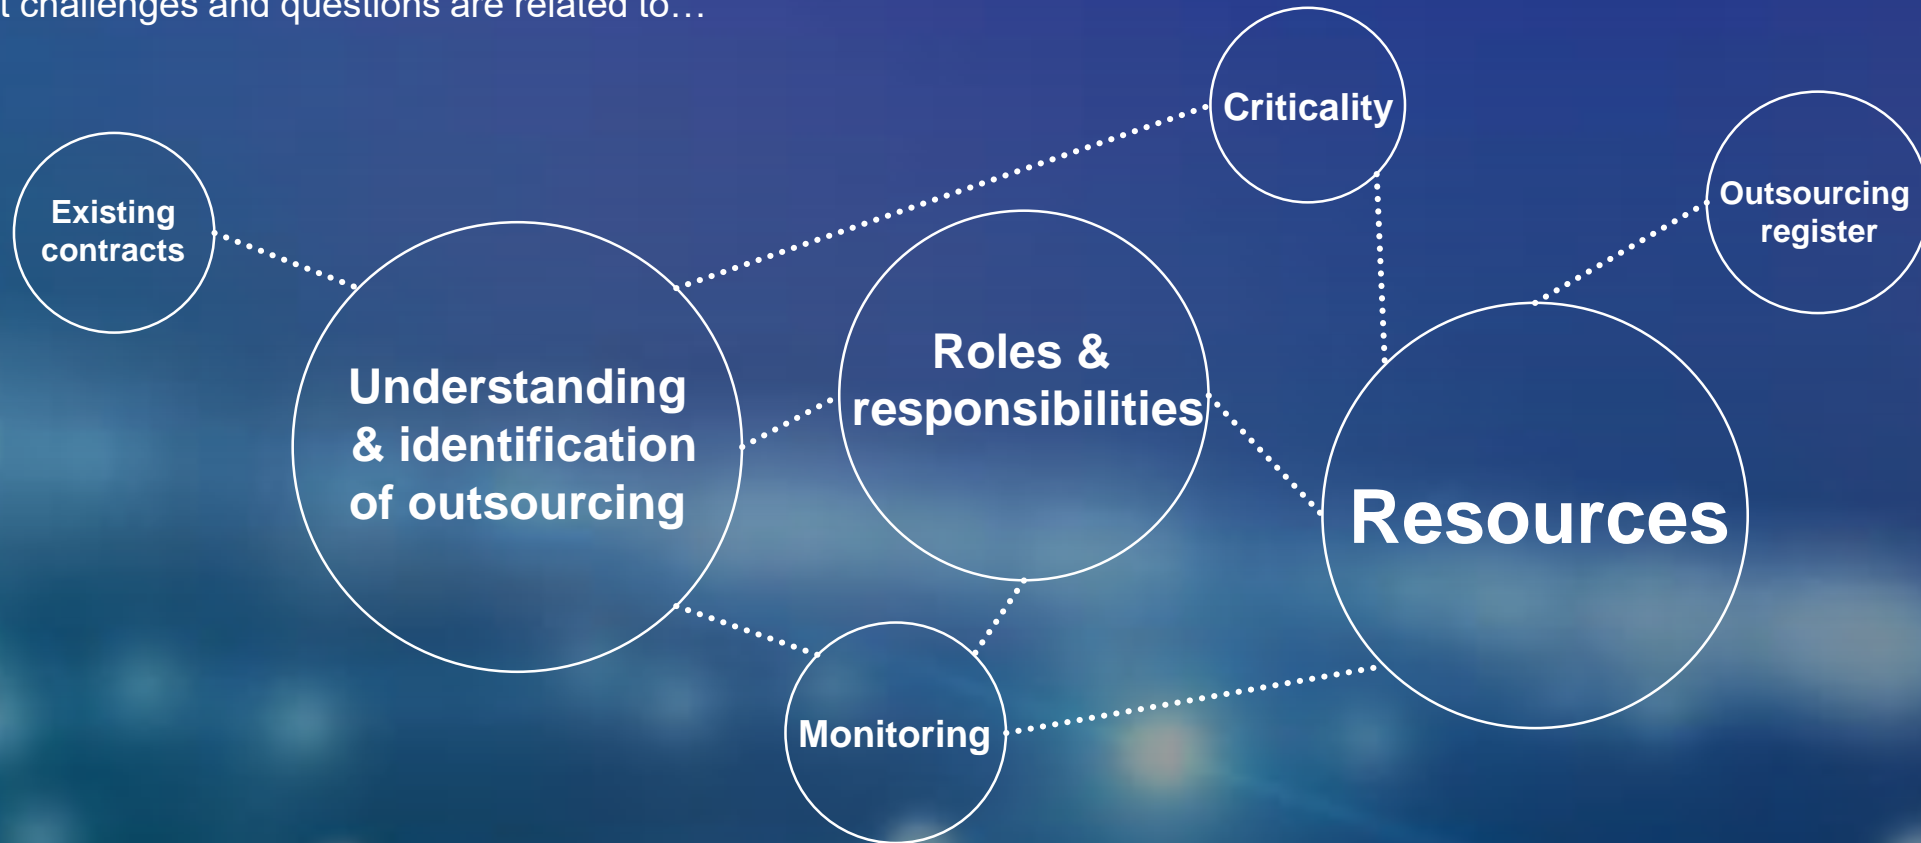 t challenges and questions are related to…
Criticality
Existing
contracts
Outsourcing
register
Understanding
& identification
of outsourcing
Roles &
responsibilities
Resources
Monitoring